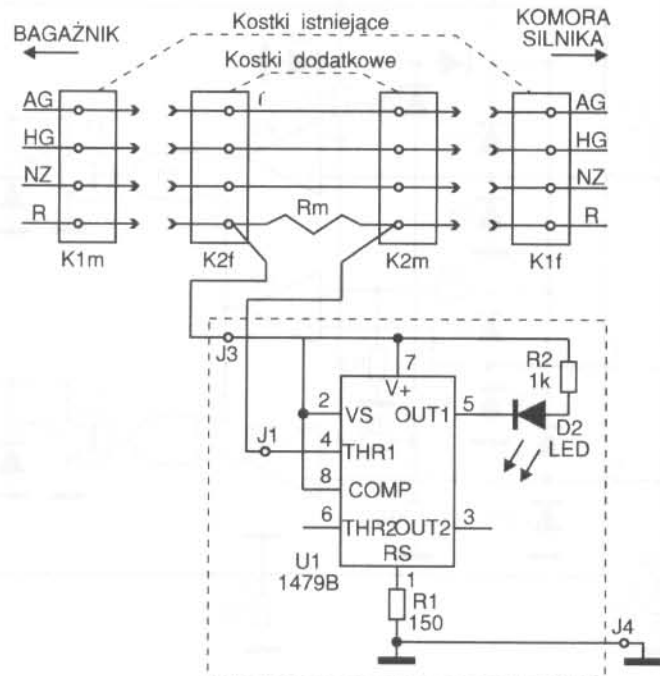 Kostki istniejące
BAGAŻNIK
KOMORA
SILNIKA
Kostki dodatkowe
AG
AG
HG
HG
NZ
NZ
R
Rm
R
K1m
K2f
K2m
K1f
J3
7
R2
1k
V+
2
VS
OUT1
5
D2
LED
J1
4
THR1
8
COMP
6
THR2
OUT2
3
RS
U1
1479B
1
R1
150
J4